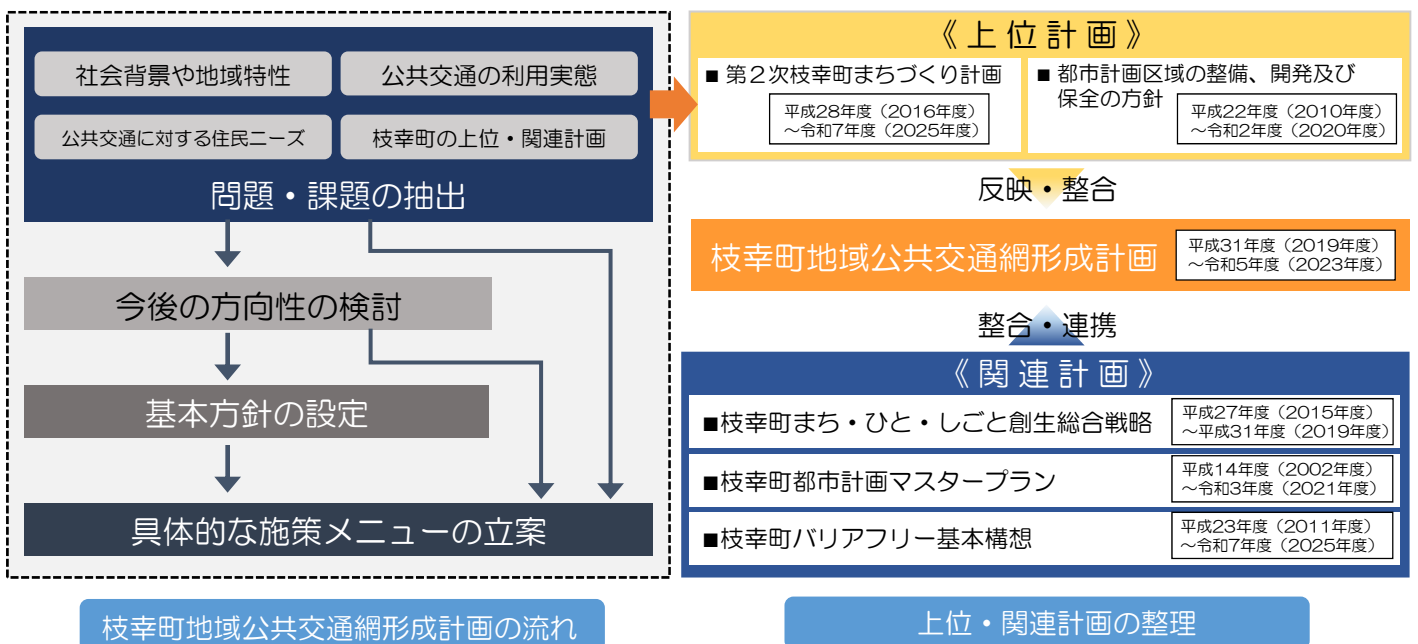 社会背景や地域特性
公共交通の利用実態
公共交通に対する住民ニーズ
枝幸町の上位・関連計画
問題・課題の抽出
今後の方向性の検討
基本方針の設定
具体的な施策メニューの立案
枝幸町地域公共交通網形成計画の流れ
《上位計画》
■第２次枝幸町まちづくり計画
平成28年度（2016年度）
～令和7年度（2025年度）
■都市計画区域の整備、開発及び
保全の方針
平成22年度（2010年度）
～令和2年度（2020年度）
反映・整合
枝幸町地域公共交通網形成計画
平成31年度（2019年度）
～令和5年度（2023年度）
整合・連携
《関連計画》
■枝幸町まち・ひと・しごと創生総合戦略
平成27年度（2015年度）
～平成31年度（2019年度）
■枝幸町都市計画マスタープラン
平成14年度（2002年度）
～令和3年度（2021年度）
■枝幸町バリアフリー基本構想
平成23年度（2011年度）
～令和7年度（2025年度）
上位・関連計画の整理